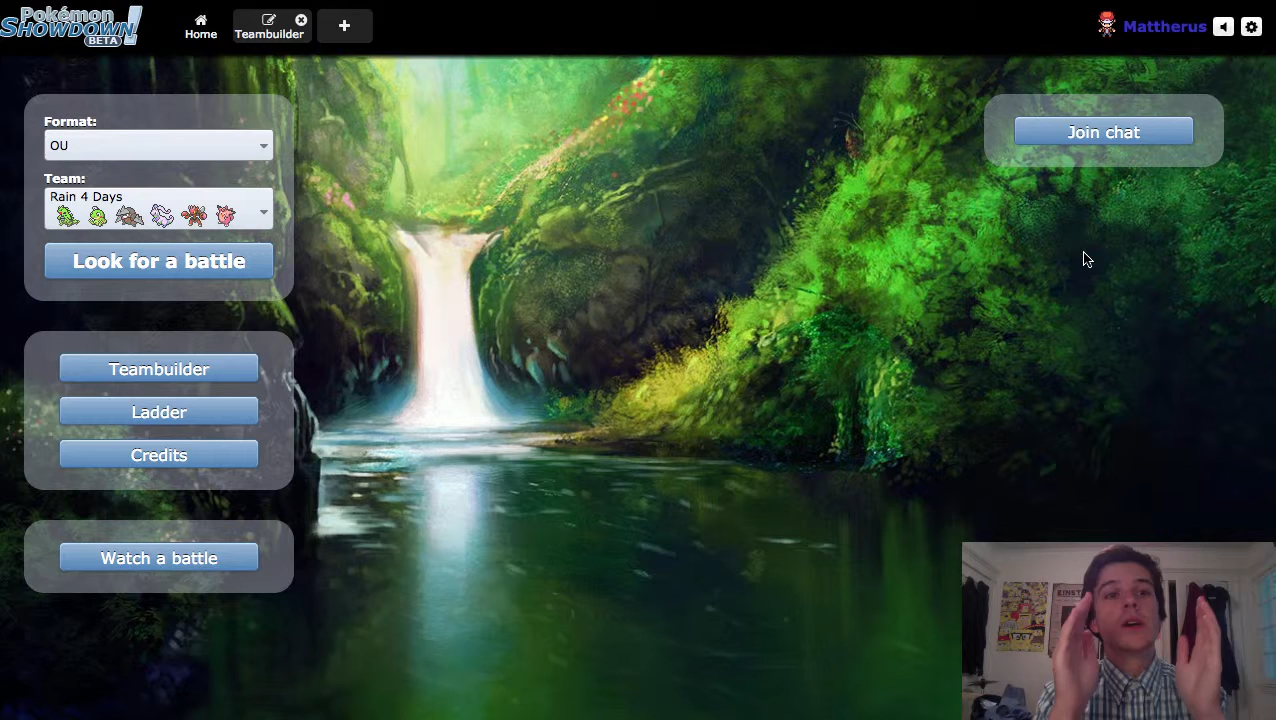 Pokémon
SHOWDOWN!
BETA
Home
Teambuilder
+
Mattherus
Format:
OU
Team:
Rain 4 Days
Look for a battle
Teambuilder
Ladder
Credits
Watch a battle
Join chat